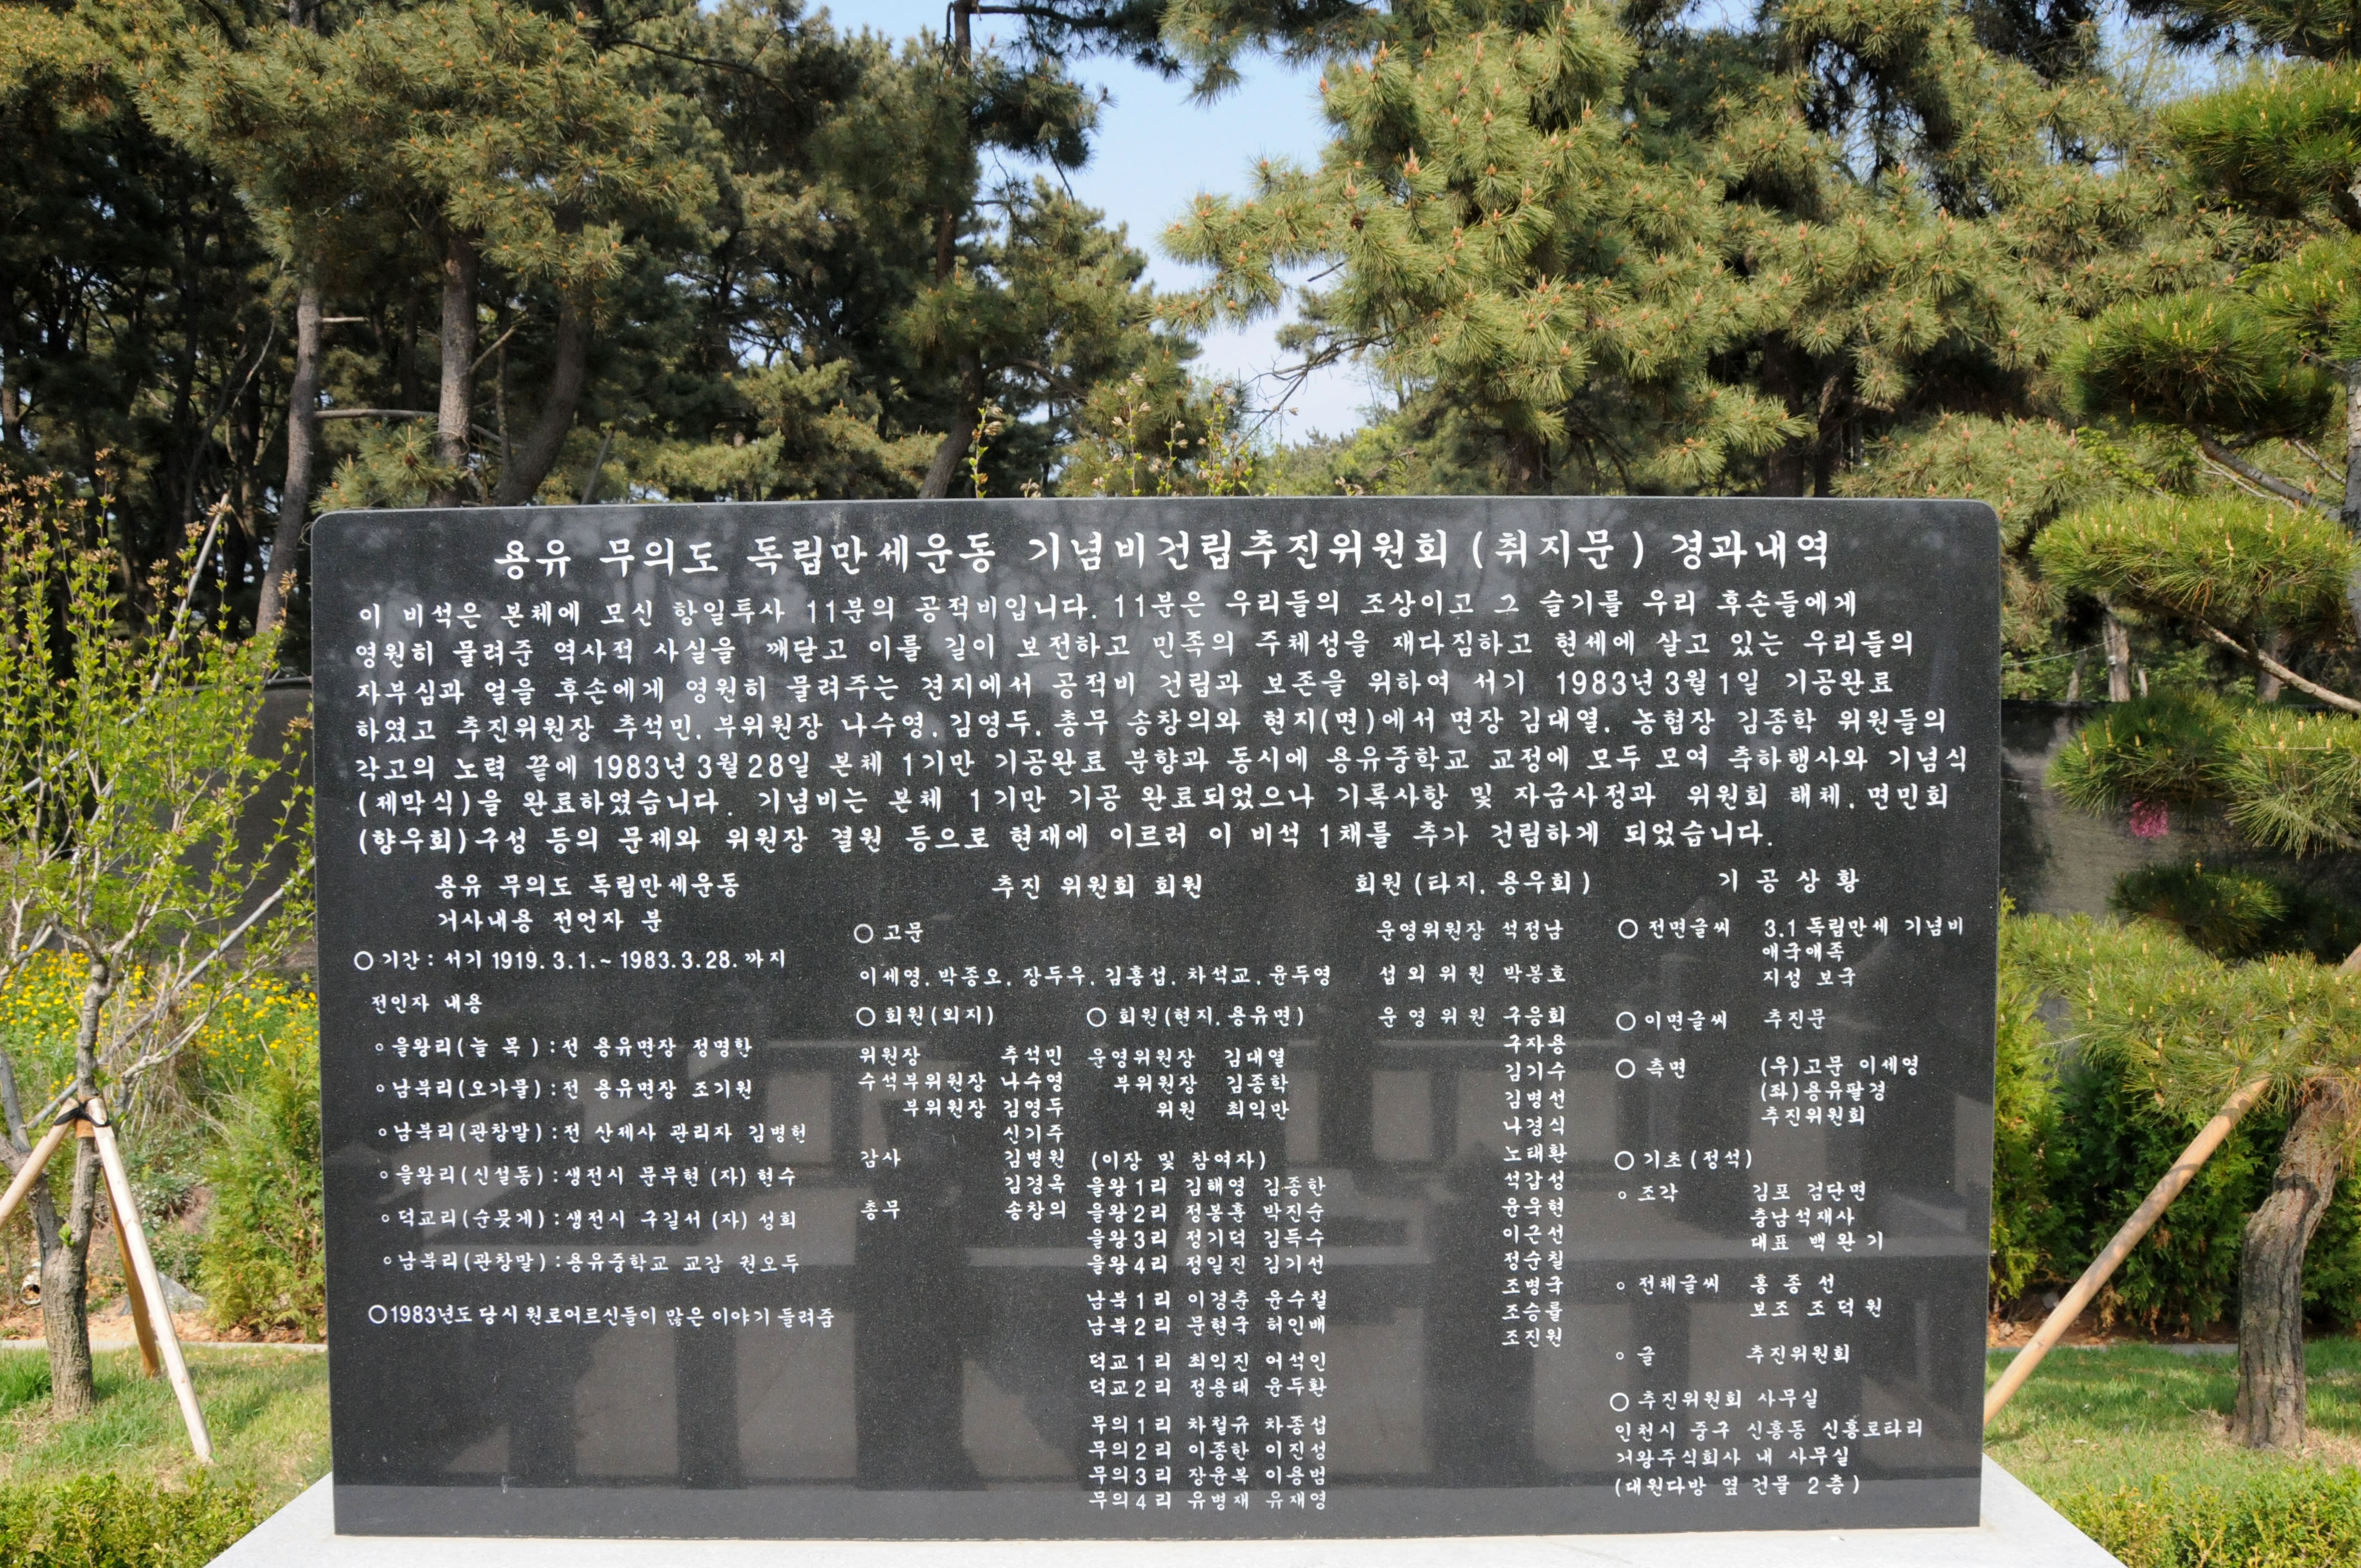 용유 무의도 독립만세운동 기념비건립추진위원회 (취지문) 경과내역
이 비석은 본체에 모신 항일투사 11분의 공적비입니다. 11분은 우리들의 조상이고 그 슬기를 우리 후손들에게
영원히 물려준 역사적 사실을 깨닫고 이를 길이 보전하고 민족의 주체성을 재다짐하고 현세에 살고 있는 우리들의
자부심과 얼을 후손에게 영원히 물려주는 견지에서 공적비 건립과 보존을 위하여 서기 1983년 3월 1일 기공완료
하였고 추진위원장 추석민, 부위원장 나수영, 김영두, 총무 송창의와 현지(면)에서 면장 김대열, 농협장 김종학 위원들의
각고의 노력 끝에 1983년 3월 28일 본체 1기만 기공완료 분향과 동시에 용유중학교 교정에 모두 모여 축하행사와 기념식
(제막식)을 완료하였습니다. 기념비는 본체 1기만 기공 완료되었으나 기록사항 및 자금사정과 위원회 해체, 면민회
(향우회)구성 등의 문제와 위원장 결원 등으로 현재에 이르러 이 비석 1채를 추가 건립하게 되었습니다.
용유 무의도 독립만세운동
거사내용 전언자 분
○ 기간 : 서기 1919. 3.1.~ 1983.3.28. 까지
전인자 내용
◦ 을왕리(늘 목) : 전 용유면장 정명한
◦ 남북리(오가물) : 전 용유면장 조기원
◦ 남북리(관창말) : 전 산제사 관리자 김병헌
◦ 을왕리(신설동) : 생전시 문무현 (자) 현수
◦ 덕교리(순뭇게) : 생전시 구길서 (자) 성희
◦ 남북리(관창말) : 용유중학교 교감 원오두
○1983년도 당시 원로어르신들이 많은 이야기 들려줌
추진 위원회 회원
○ 고문
이세영, 박종오, 장두우, 김홍섭, 차석교, 윤두영
○ 회원(외지)
위원장 추석민
수석부위원장 나수영
부위원장 김영두
신기주
감사 김병원
김경옥
총무 송창의
○ 회원(현지, 용유면)
운영위원장 김대열
부위원장 김종학
위원 최익만
(이장 및 참여자)
을왕1리 김해영 김종한
을왕2리 정봉훈 박진순
을왕3리 정기덕 김득수
을왕4리 정일진 김기선
남북1리 이경춘 윤수철
남북2리 문현국 허인배
덕교1리 최익진 어석인
덕교2리 정용태 윤두환
무의1리 차철규 차종섭
무의2리 이종한 이진성
무의3리 장윤복 이용범
무의4리 유병재 유재영
회원(타지, 용우회)
운영위원장 석정남
섭외위원 박봉호
운영위원 구응회
구자용
김기수
김병선
나경식
노태환
석갑성
윤욱현
이근선
정순칠
조병국
조승률
조진원
기 공 상 황
○ 전면글씨 3.1 독립만세 기념비
애국애족
지성 보국
○ 이면글씨 추진문
○ 측면 (우)고문 이세영
(좌)용유팔경
추진위원회
○ 기초(정석)
◦ 조각 김포 검단면
충남석재사
대표 백완기
◦ 전체글씨 홍 종 선
보조 조덕원
◦ 글 추진위원회
○ 추진위원회 사무실
인천시 중구 신흥동 신흥로타리
거왕주식회사 내 사무실
(대원다방 옆 건물 2층)